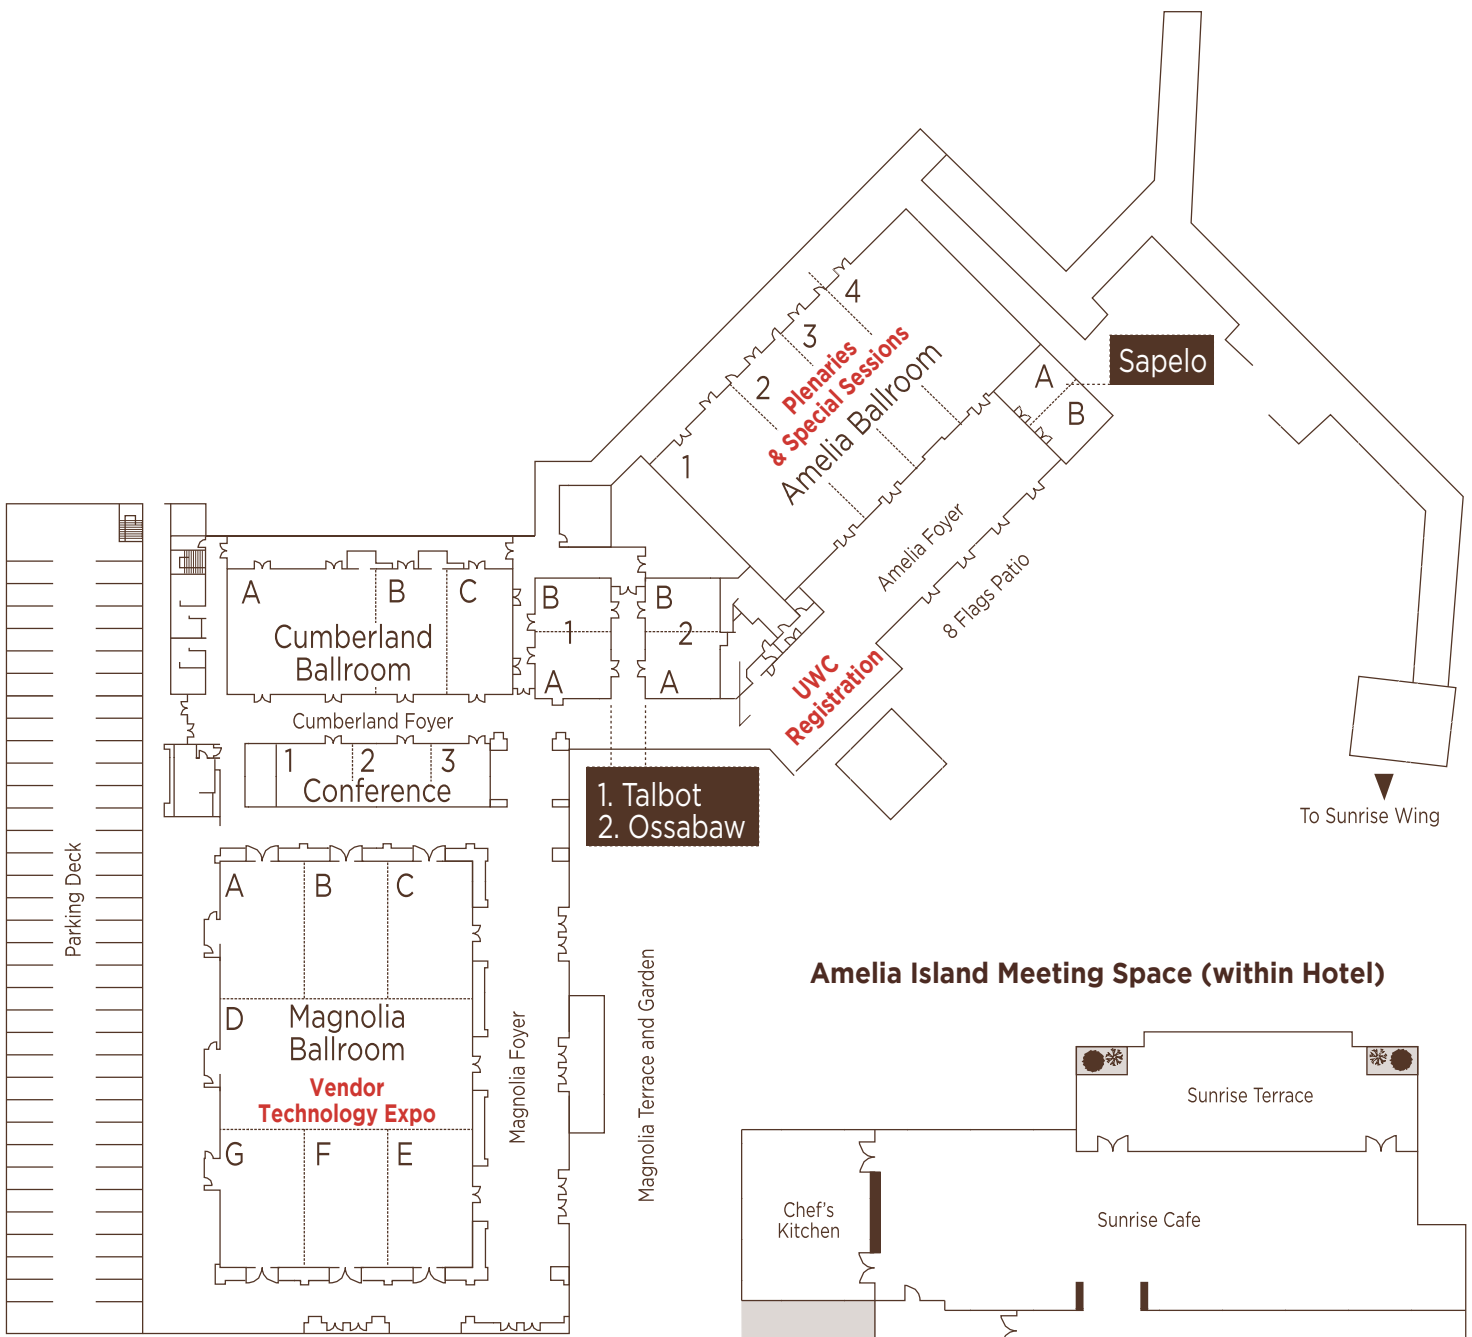 4
3
2
1
Plenaries
& Special Sessions
Amelia Ballroom
A
B
Sapelo
Amelia Foyer
8 Flags Patio
UWC
Registration
A
B
C
Cumberland
Ballroom
B
1
A
B
2
A
Cumberland Foyer
1
2
3
Conference
1. Talbot
2. Ossabaw
To Sunrise Wing
Parking Deck
A
B
C
D
Magnolia
Ballroom
Vendor
Technology Expo
G
F
E
Magnolia Foyer
Magnolia Terrace and Garden
Amelia Island Meeting Space (within Hotel)
Sunrise Terrace
Chef's
Kitchen
Sunrise Cafe